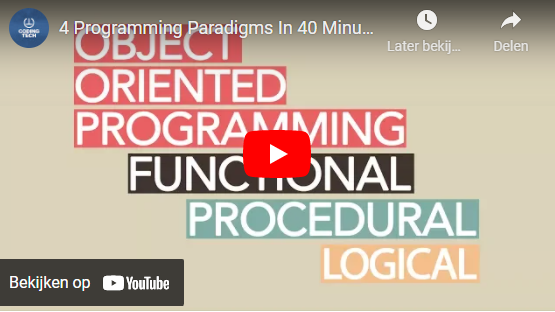 CODING TECH
4 Programming Paradigms In 40 Minu...
Later bekij...
Delen
OBJECT
ORIENTED
PROGRAMMING
FUNCTIONAL
PROCEDURAL
LOGICAL
Bekijken op YouTube